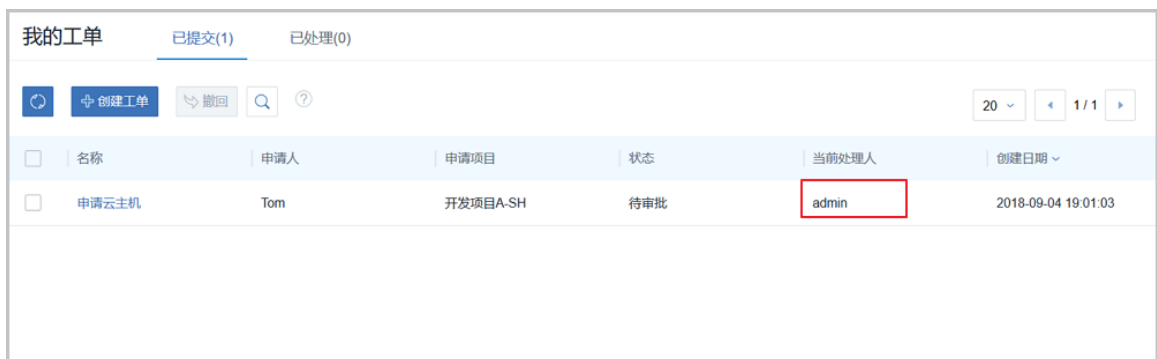 我的工单 已提交(1) 已处理(0)
创建工单 撤回 ? 20 1 / 1
名称 申请人 申请项目 状态 当前处理人 创建日期
申请云主机 Tom 开发项目A-SH 待审批 admin 2018-09-04 19:01:03